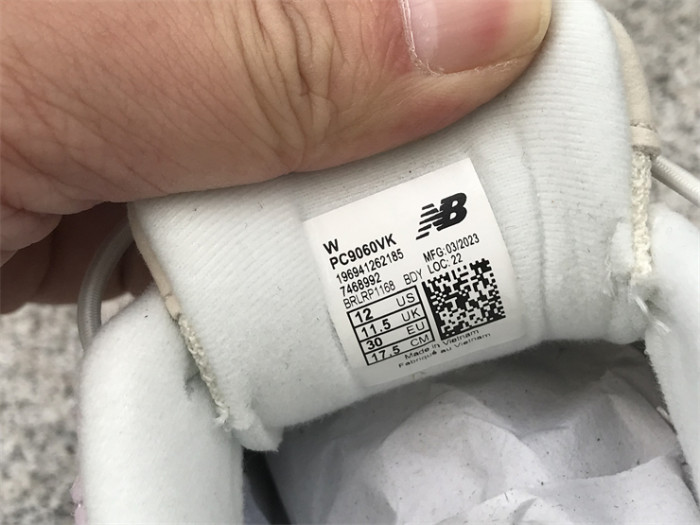 NB
W
PC9060VK
196941262185
7468992
BRLRP1168 BDY
MFG:03/2023
LOC: 22
12 US
11.5 UK
30 EU
17.5 CM
Made in Vietnam
Fabriqué au Vietnam